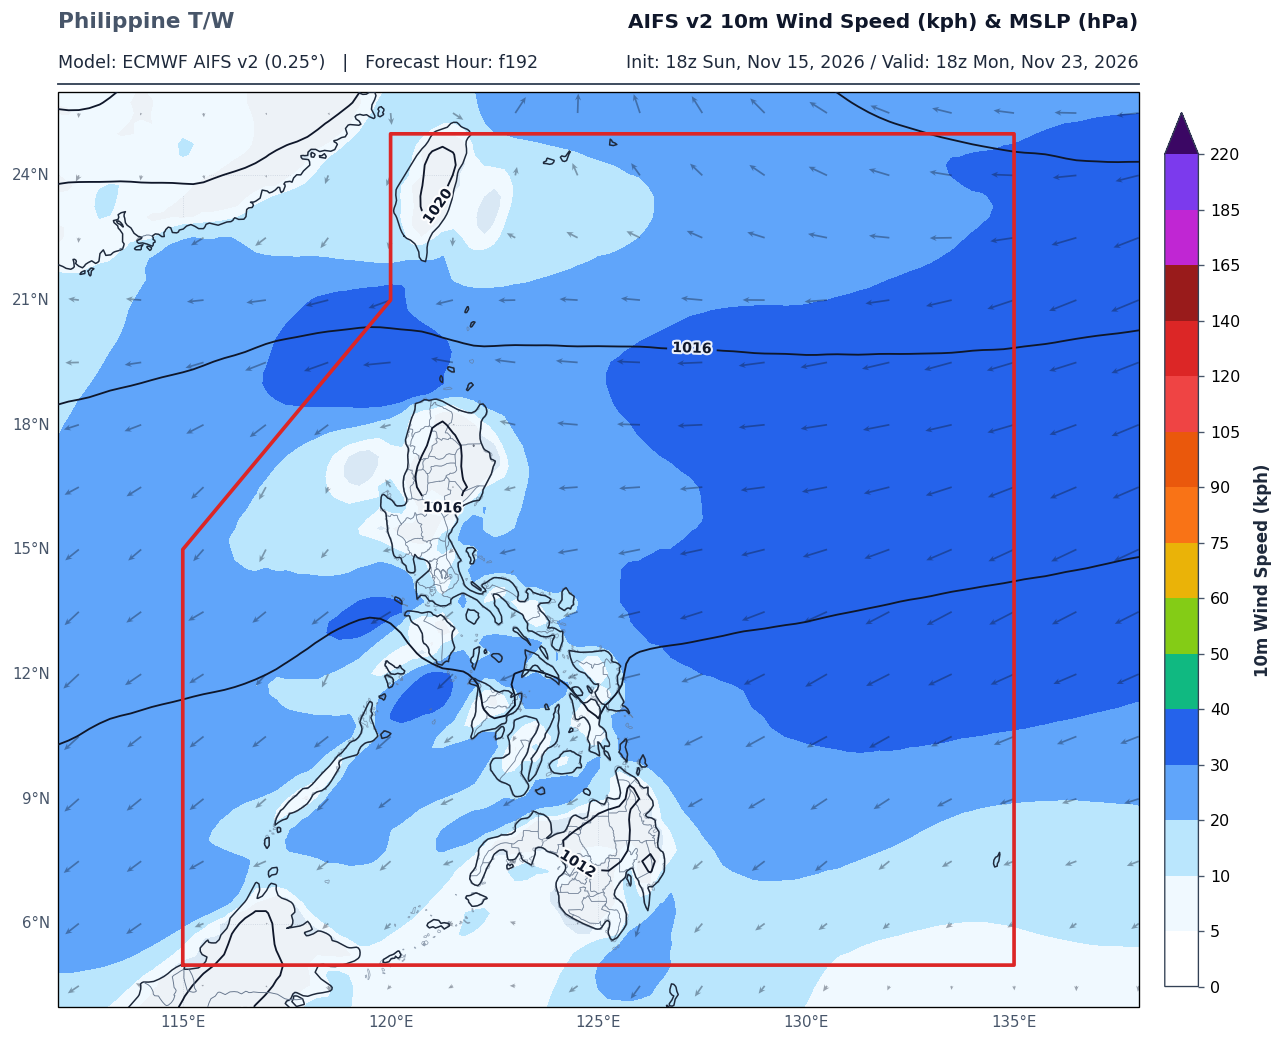 Philippine T/W
AIFS v2 10m Wind Speed (kph) & MSLP (hPa)
Model: ECMWF AIFS v2 (0.25°) | Forecast Hour: f192
Init: 18z Sun, Nov 15, 2026 / Valid: 18z Mon, Nov 23, 2026
24°N
21°N
18°N
15°N
12°N
9°N
6°N
1020
1016
1016
1012
115°E
120°E
125°E
130°E
135°E
220
185
165
140
120
105
90
75
60
50
40
30
20
10
5
0
10m Wind Speed (kph)